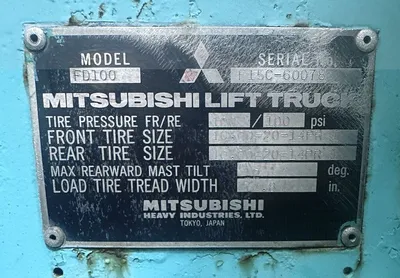 MODEL SERIAL No.
FD100 F15C-6007
MITSUBISHI LIFT TRUCK
TIRE PRESSURE FR/RE 100 psi
FRONT TIRE SIZE
REAR TIRE SIZE
MAX REARWARD MAST TILT deg.
LOAD TIRE TREAD WIDTH in.
MITSUBISHI
HEAVY INDUSTRIES, LTD.
TOKYO, JAPAN